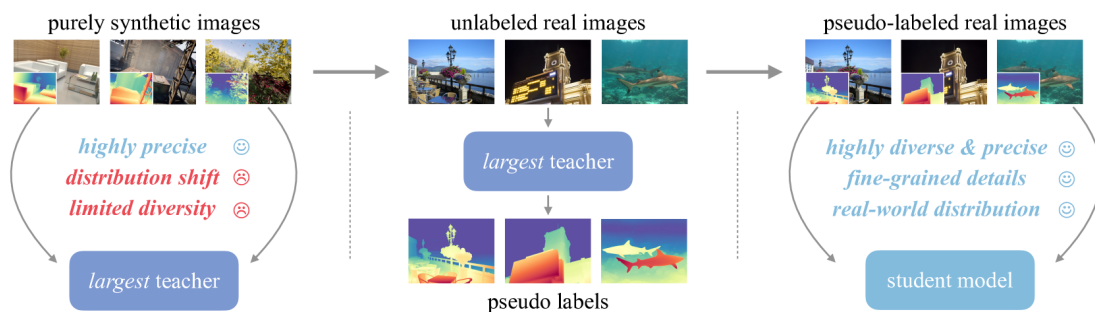 purely synthetic images
highly precise
distribution shift
limited diversity
largest teacher
unlabeled real images
largest teacher
pseudo labels
pseudo-labeled real images
highly diverse & precise
fine-grained details
real-world distribution
student model